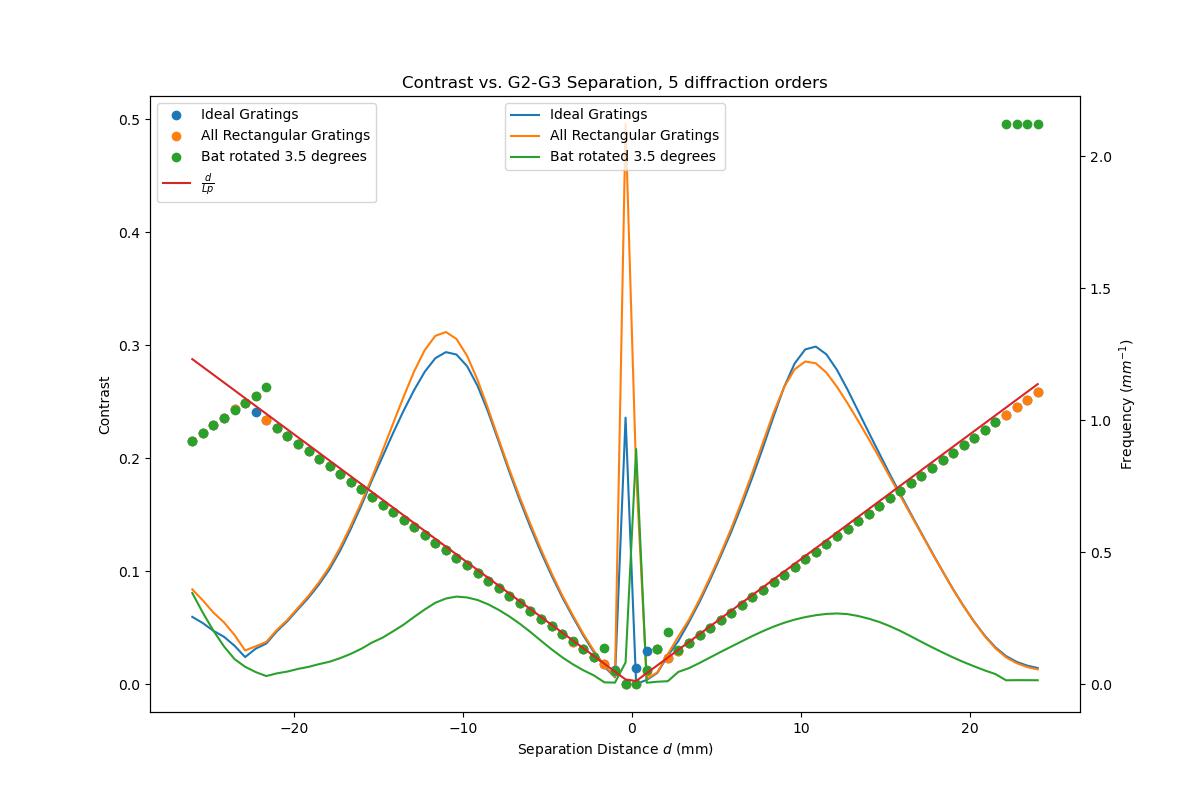 Contrast vs. G2-G3 Separation, 5 diffraction orders
Ideal Gratings
All Rectangular Gratings
Bat rotated 3.5 degrees
d/Lp
Ideal Gratings
All Rectangular Gratings
Bat rotated 3.5 degrees
0.5
0.4
0.3
0.2
0.1
0.0
Contrast
2.0
1.5
1.0
0.5
0.0
Frequency (mm⁻¹)
−20
−10
0
10
20
Separation Distance d (mm)